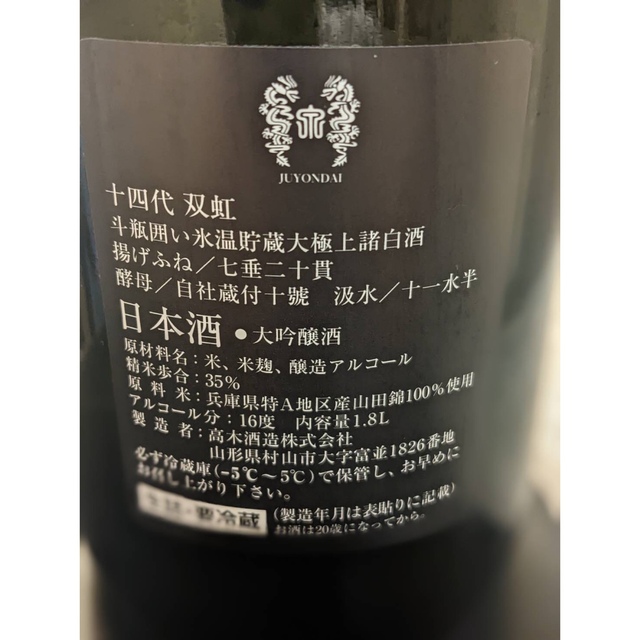 JUYONDAI
十四代 双虹
斗瓶囲い氷温貯蔵大極上諸白酒
揚げふね／七垂二十貫
酵母／自社蔵付十號　汲水／十一水半
日本酒 ● 大吟醸酒
原材料名：米、米麹、醸造アルコール
精米歩合：35％
原 料 米：兵庫県特A地区産山田錦100％使用
アルコール分：16度　内容量1.8L
製 造 者：高木酒造株式会社
山形県村山市大字富並1826番地
必ず冷蔵庫（−5℃〜5℃）で保管し、お早めに
お召し上がり下さい。
（製造年月は表貼りに記載）
お酒は20歳になってから。